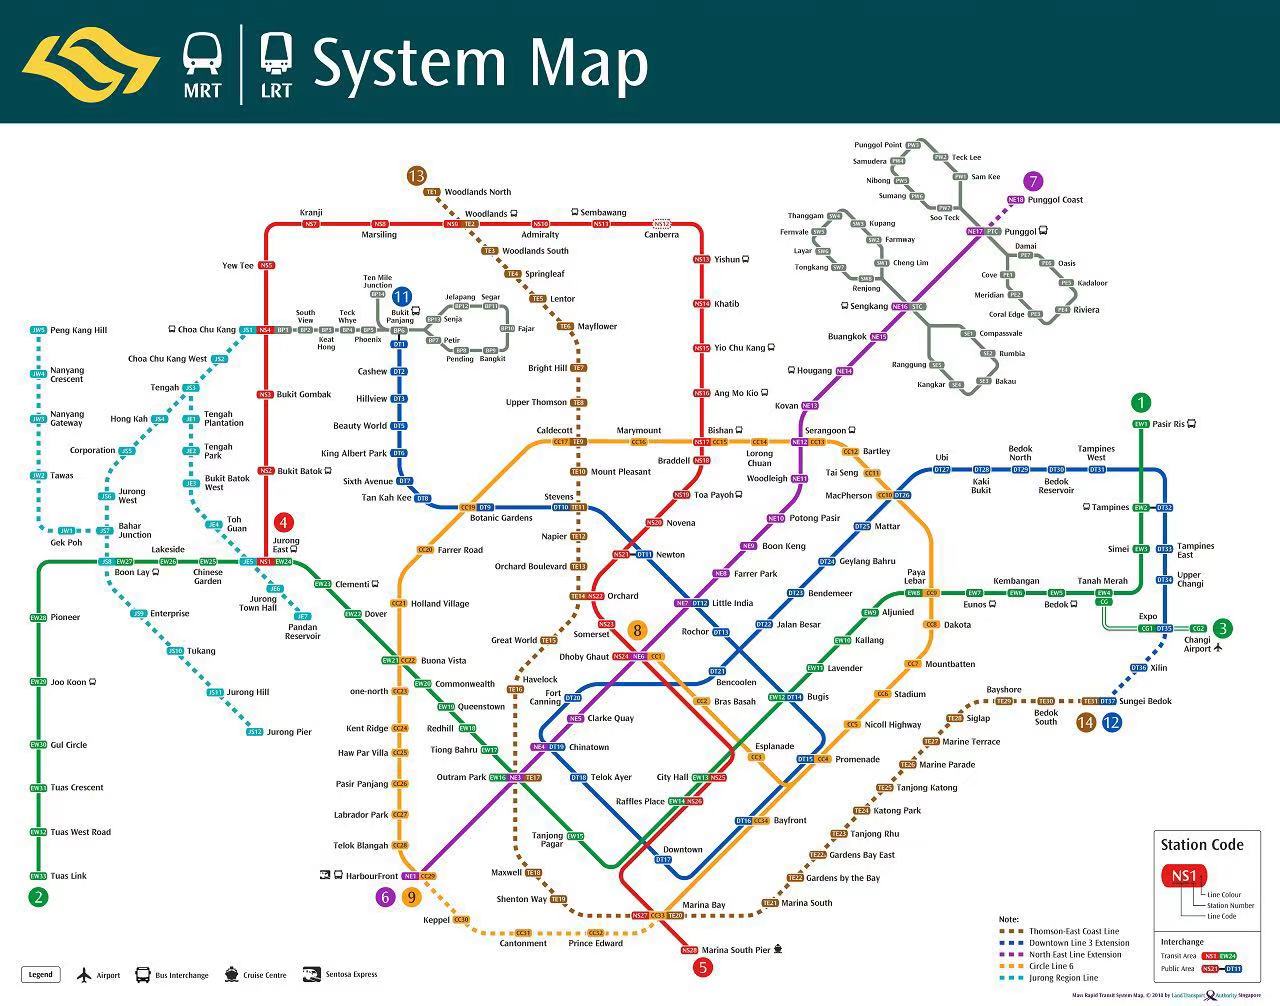 MRT
LRT
System Map
13
TE1
Woodlands North
Kranji
NS7
NS8
Marsiling
Woodlands
NS9
TE2
NS10
Admiralty
Sembawang
NS11
NS12
Canberra
Yew Tee
NS5
TE3
Woodlands South
TE4
Springleaf
TE5
Lentor
TE6
Mayflower
Bright Hill
TE7
Upper Thomson
TE8
NS13
Yishun
NS14
Khatib
NS15
Yio Chu Kang
NS16
Ang Mo Kio
Ten Mile
Junction
BP14
11
Bukit
Panjang
Jelapang
Segar
Senja
Fajar
BP10
Petir
Pending
Bangkit
South
View
Teck
Whye
Keat
Hong
Phoenix
Choa Chu Kang
JS1
NS4
BP1
BP2
BP3
BP4
BP5
BP6
DT1
Cashew
DT2
Hillview
DT3
Beauty World
DT5
King Albert Park
DT6
Sixth Avenue
DT7
Tan Kah Kee
DT8
JW5
Peng Kang Hill
JW4
Nanyang
Crescent
JW3
Nanyang
Gateway
JW2
Tawas
JW1
Gek Poh
Choa Chu Kang West
JS2
Tengah
JS3
Hong Kah
JS4
Corporation
JS5
JS6
Jurong
West
JS7
Bahar
Junction
JE1
Tengah
Plantation
JE2
Tengah
Park
JE3
Bukit Batok
West
JE4
Toh
Guan
NS3
Bukit Gombak
NS2
Bukit Batok
4
Jurong
East
JE5
NS1
EW24
JE6
Jurong
Town Hall
JE7
Pandan
Reservoir
JS8
EW27
Boon Lay
Lakeside
EW26
EW25
Chinese
Garden
JS9
Enterprise
JS10
Tukang
JS11
Jurong Hill
JS12
Jurong Pier
EW28
Pioneer
EW29
Joo Koon
EW30
Gul Circle
EW31
Tuas Crescent
EW32
Tuas West Road
EW33
Tuas Link
2
Punggol Point
PW3
Teck Lee
PW2
Samudera
PW4
Sam Kee
PW1
Nibong
PW5
Sumang
PW6
PW7
Soo Teck
7
NE18
Punggol Coast
NE17
PTC
Punggol
Damai
PE7
Oasis
PE6
Kadaloor
PE5
Riviera
PE4
Coral Edge
PE3
Meridian
PE2
Cove
PE1
Thanggam
SW4
Kupang
SW3
Fernvale
SW5
Farmway
SW2
Layar
SW6
Cheng Lim
SW1
Tongkang
SW7
Renjong
Sengkang
NE16
STC
SE1
Compassvale
SE2
Rumbia
SE3
Bakau
Kangkar
SE4
Ranggung
SE5
Buangkok
NE15
Hougang
NE14
Kovan
NE13
Serangoon
NE12
CC13
Caldecott
CC17
TE9
Marymount
CC16
Bishan
NS17
CC15
CC14
Lorong
Chuan
CC12
Bartley
Tai Seng
CC11
MacPherson
CC10
DT26
Woodleigh
NE11
NE10
Potong Pasir
NE9
Boon Keng
NE8
Farrer Park
NE7
DT12
Little India
Braddell
NS18
NS19
Toa Payoh
NS20
Novena
NS21
DT11
Newton
NS22
TE14
Orchard
NS23
Somerset
TE10
Mount Pleasant
Stevens
DT10
TE11
CC19
DT9
Botanic Gardens
Napier
TE12
Orchard Boulevard
TE13
Great World
TE15
Havelock
TE16
CC20
Farrer Road
CC21
Holland Village
EW23
Clementi
EW22
Dover
EW21
CC22
Buona Vista
EW20
Commonwealth
EW19
Queenstown
Redhill
EW18
Tiong Bahru
EW17
Outram Park
EW16
NE3
TE17
one-north
CC23
Kent Ridge
CC24
Haw Par Villa
CC25
Pasir Panjang
CC26
Labrador Park
CC27
Telok Blangah
CC28
HarbourFront
NE1
CC29
6
9
Keppel
CC30
CC31
Cantonment
CC32
Prince Edward
8
Dhoby Ghaut
NS24
NE6
CC1
Rochor
DT13
DT21
Bencoolen
CC2
Bras Basah
Fort
Canning
DT20
NE5
Clarke Quay
NE4
DT19
Chinatown
DT18
Telok Ayer
Esplanade
CC3
City Hall
EW13
NS25
Raffles Place
EW14
NS26
Tanjong
Pagar
EW15
Downtown
DT17
DT16
CC34
Bayfront
DT15
CC4
Promenade
CC5
Nicoll Highway
CC6
Stadium
CC7
Mountbatten
CC8
Dakota
Paya
Lebar
EW8
CC9
EW9
Aljunied
EW10
Kallang
EW11
Lavender
EW12
DT14
Bugis
DT22
Jalan Besar
DT23
Bendemeer
DT24
Geylang Bahru
DT25
Mattar
Ubi
DT27
DT28
Kaki
Bukit
Bedok
North
DT29
DT30
Bedok
Reservoir
Tampines
West
DT31
1
EW1
Pasir Ris
Tampines
EW2
DT32
Simei
EW3
DT33
Tampines
East
DT34
Upper
Changi
Tanah Merah
EW4
CG
Expo
CG1
DT35
CG2
3
Changi
Airport
EW7
Eunos
Kembangan
EW6
EW5
Bedok
DT36
Xilin
TE31
DT37
Sungei Bedok
14
12
Bayshore
TE29
TE30
Bedok
South
TE28
Siglap
TE27
Marine Terrace
TE26
Marine Parade
TE25
Tanjong Katong
TE24
Katong Park
TE23
Tanjong Rhu
Gardens Bay East
TE22
Gardens by the Bay
TE21
Marina South
Maxwell
TE18
Shenton Way
TE19
Marina Bay
NS27
CC33
TE20
NS28
Marina South Pier
5
Station Code
NS1
Line Colour
Station Number
Line Code
Interchange
Transit Area
NS1
EW24
Public Area
NS21
DT11
Note:
Thomson-East Coast Line
Downtown Line 3 Extension
North East Line Extension
Circle Line 6
Jurong Region Line
Legend
Airport
Bus Interchange
Cruise Centre
Sentosa Express
Mass Rapid Transit System Map, © 2018 by Land Transport Authority Singapore